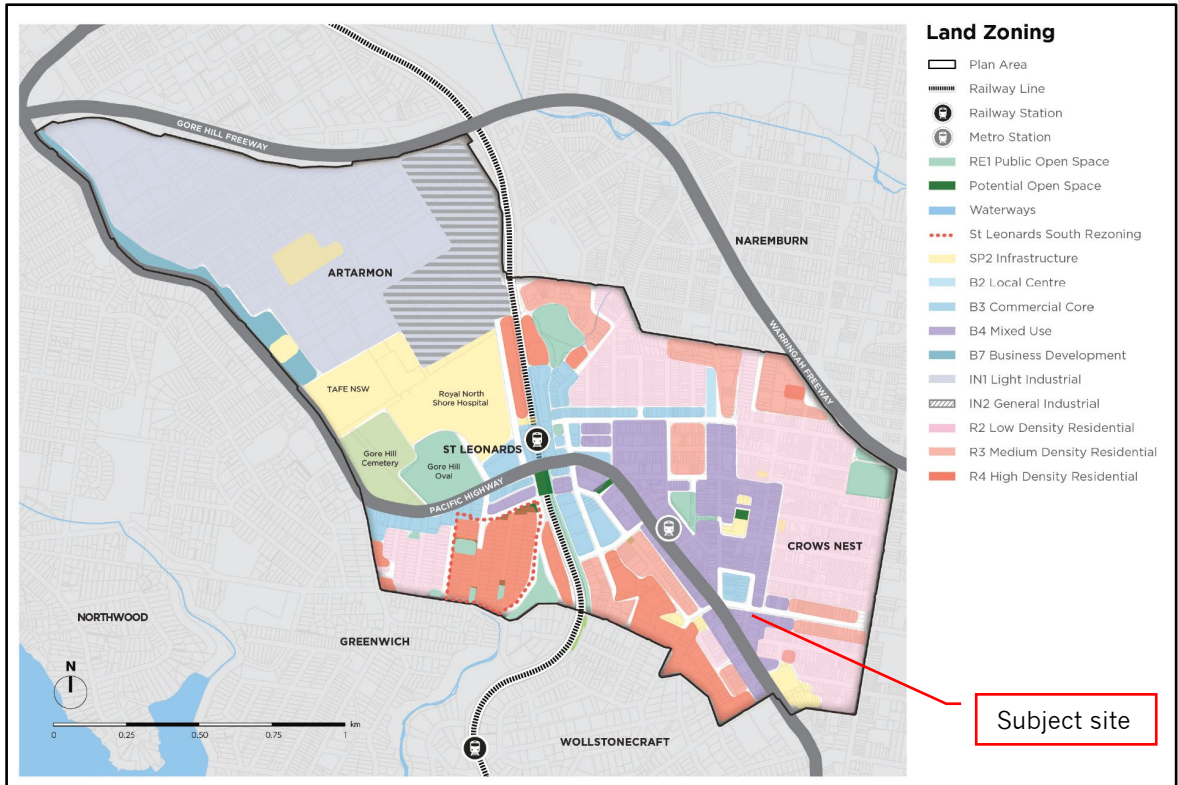 GORE HILL FREEWAY
NAREMBURN
ARTARMON
WARRINGAH FREEWAY
TAFE NSW
Royal North
Shore Hospital
Gore Hill
Cemetery
Gore Hill
Oval
ST LEONARDS
PACIFIC HIGHWAY
CROWS NEST
NORTHWOOD
GREENWICH
WOLLSTONECRAFT
N
km
0
0.25
0.50
0.75
1
Land Zoning
Plan Area
Railway Line
Railway Station
Metro Station
RE1 Public Open Space
Potential Open Space
Waterways
St Leonards South Rezoning
SP2 Infrastructure
B2 Local Centre
B3 Commercial Core
B4 Mixed Use
B7 Business Development
IN1 Light Industrial
IN2 General Industrial
R2 Low Density Residential
R3 Medium Density Residential
R4 High Density Residential
Subject site